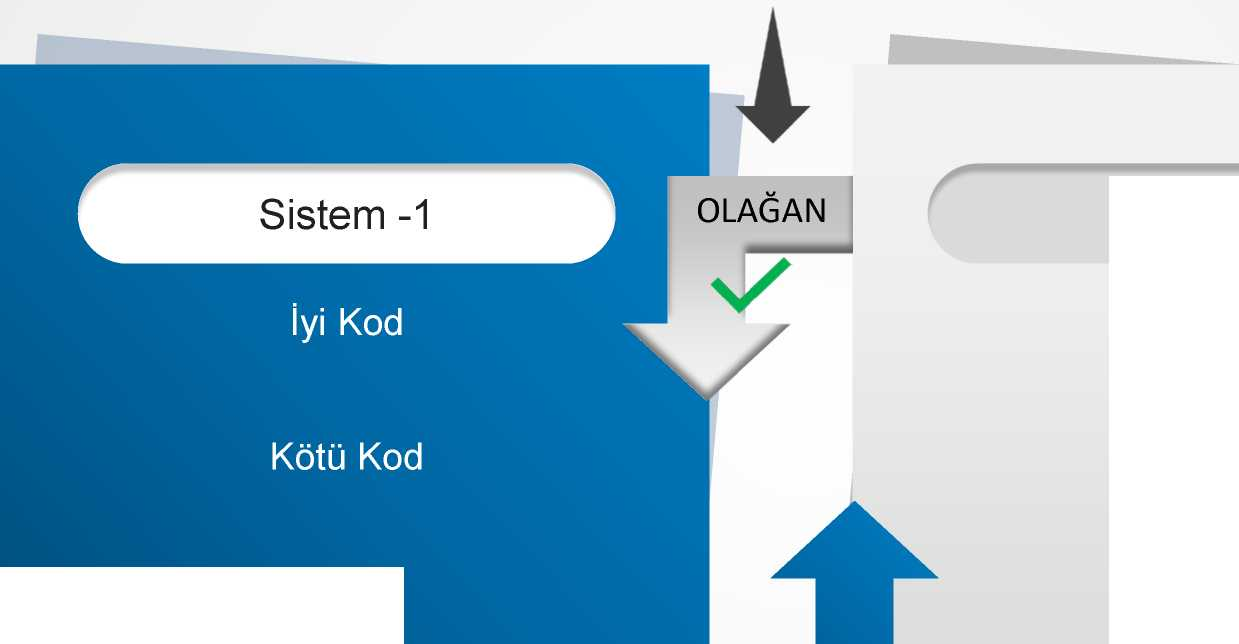 Sistem -1
OLAĞAN
İyi Kod
Kötü Kod